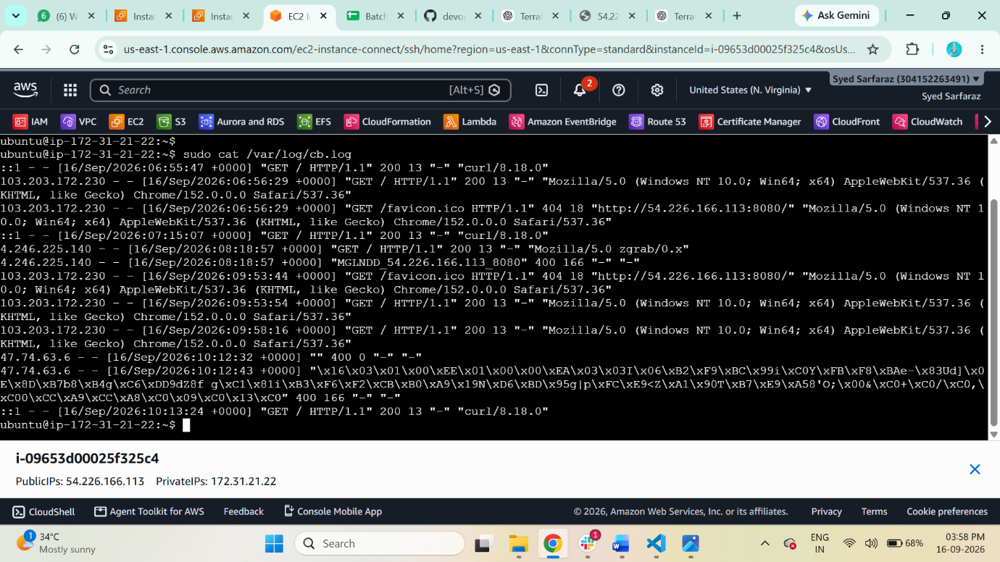 6
(6) W
Instan
Instan
EC2 I
Batch
devo
Terra
54.22
Terra
Ask Gemini
us-east-1.console.aws.amazon.com/ec2-instance-connect/ssh/home?region=us-east-1&connType=standard&instanceId=i-09653d00025f325c4&osUs...
aws
Search
[Alt+S]
2
United States (N. Virginia)
Syed Sarfaraz (304152263491)
Syed Sarfaraz
IAM
VPC
EC2
S3
Aurora and RDS
EFS
CloudFormation
Lambda
Amazon EventBridge
Route 53
Certificate Manager
CloudFront
CloudWatch
ubuntu@ip-172-31-21-22:~$
ubuntu@ip-172-31-21-22:~$ sudo cat /var/log/cb.log
::1 - - [16/Sep/2026:06:55:47 +0000] "GET / HTTP/1.1" 200 13 "-" "curl/8.18.0"
103.203.172.230 - - [16/Sep/2026:06:56:29 +0000] "GET / HTTP/1.1" 200 13 "-" "Mozilla/5.0 (Windows NT 10.0; Win64; x64) AppleWebKit/537.36 (
KHTML, like Gecko) Chrome/152.0.0.0 Safari/537.36"
103.203.172.230 - - [16/Sep/2026:06:56:29 +0000] "GET /favicon.ico HTTP/1.1" 404 18 "http://54.226.166.113:8080/" "Mozilla/5.0 (Windows NT 1
0.0; Win64; x64) AppleWebKit/537.36 (KHTML, like Gecko) Chrome/152.0.0.0 Safari/537.36"
::1 - - [16/Sep/2026:07:15:07 +0000] "GET / HTTP/1.1" 200 13 "-" "curl/8.18.0"
4.246.225.140 - - [16/Sep/2026:08:18:57 +0000] "GET / HTTP/1.1" 200 13 "-" "Mozilla/5.0 zgrab/0.x"
4.246.225.140 - - [16/Sep/2026:08:18:57 +0000] "MGLNDD_54.226.166.113_8080" 400 166 "-" "-"
103.203.172.230 - - [16/Sep/2026:09:53:44 +0000] "GET /favicon.ico HTTP/1.1" 404 18 "http://54.226.166.113:8080/" "Mozilla/5.0 (Windows NT 1
0.0; Win64; x64) AppleWebKit/537.36 (KHTML, like Gecko) Chrome/152.0.0.0 Safari/537.36"
103.203.172.230 - - [16/Sep/2026:09:53:54 +0000] "GET / HTTP/1.1" 200 13 "-" "Mozilla/5.0 (Windows NT 10.0; Win64; x64) AppleWebKit/537.36 (
KHTML, like Gecko) Chrome/152.0.0.0 Safari/537.36"
103.203.172.230 - - [16/Sep/2026:09:58:16 +0000] "GET / HTTP/1.1" 200 13 "-" "Mozilla/5.0 (Windows NT 10.0; Win64; x64) AppleWebKit/537.36 (
KHTML, like Gecko) Chrome/152.0.0.0 Safari/537.36"
47.74.63.6 - - [16/Sep/2026:10:12:32 +0000] "" 400 0 "-" "-"
47.74.63.6 - - [16/Sep/2026:10:12:43 +0000] "\x16\x03\x01\x00\xEE\x01\x00\x00\xEA\x03\x03I\x06\xB2\xF9\xBC\x99i\xC0Y\xFB\xF8\xBAe-\x83Ud]\x0
E\x8D\xB7b8\xB4g\xC6\xDD9dZ8f g\xC1\x81i\xB3\xF6\xF2\xCB\xB0\xA9\x19N\xD6\xBD\x95g|p\xFC\xE9<Z\xA1\x90T\xB7\xE9\xA58'O;\x00&\xC0+\xC0/\xC0,\
\xC00\xCC\xA9\xCC\xA8\xC0\x09\xC0\x13\xC0" 400 166 "-" "-"
::1 - - [16/Sep/2026:10:13:24 +0000] "GET / HTTP/1.1" 200 13 "-" "curl/8.18.0"
ubuntu@ip-172-31-21-22:~$
i-09653d00025f325c4
PublicIPs: 54.226.166.113 PrivateIPs: 172.31.21.22
CloudShell
Agent Toolkit for AWS
Feedback
Console Mobile App
© 2026, Amazon Web Services, Inc. or its affiliates.
Privacy
Terms
Cookie preferences
1
34°C
Mostly sunny
Search
1
ENG
IN
68%
03:58 PM
16-09-2026